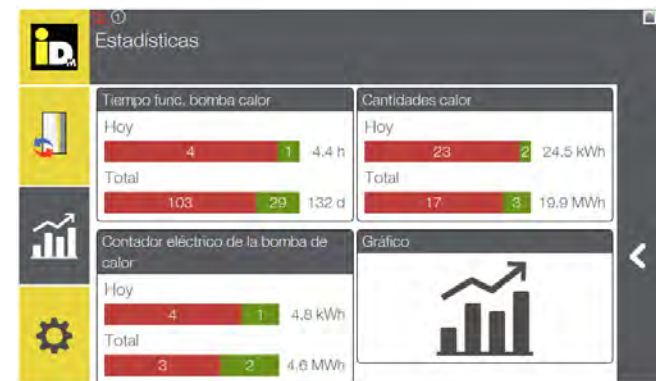 iDM
①
Estadísticas
Tiempo func. bomba calor
Hoy
4 1 4.4 h
Total
103 29 132 d
Cantidades calor
Hoy
23 2 24.5 kWh
Total
17 3 19.9 MWh
Contador eléctrico de la bomba de
calor
Hoy
4 1 4.8 kWh
Total
3 2 4.6 MWh
Gráfico